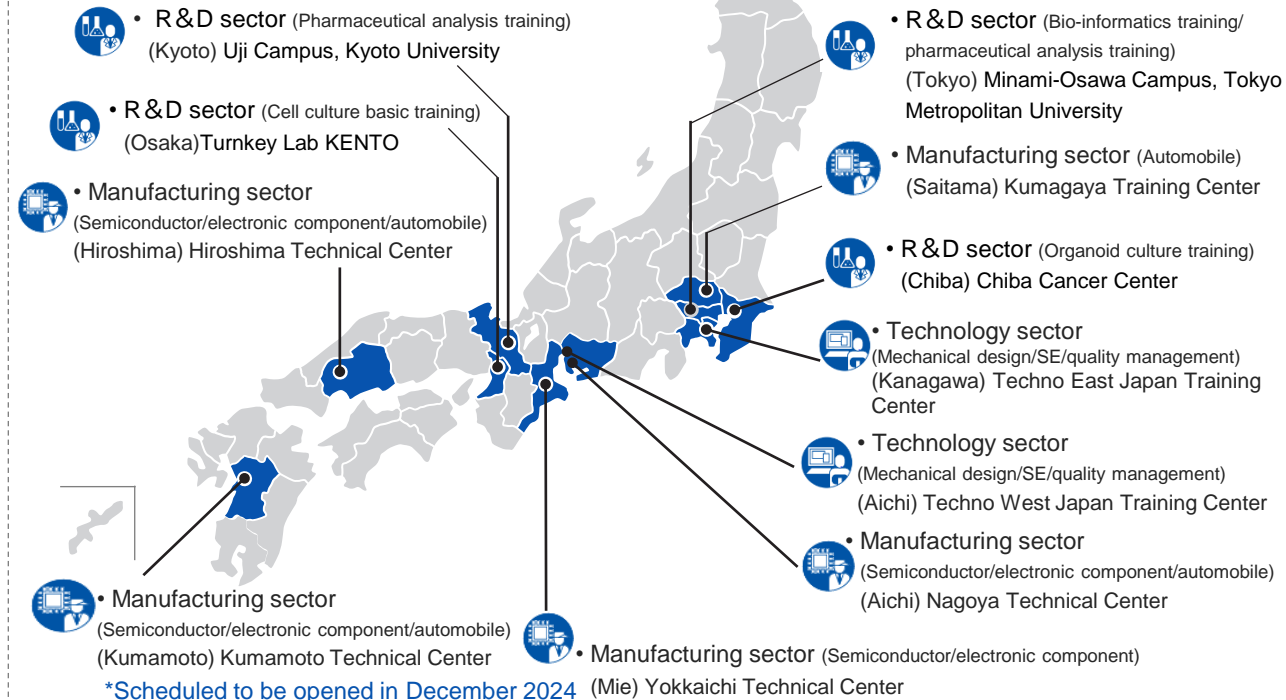 • R&D sector (Pharmaceutical analysis training)
(Kyoto) Uji Campus, Kyoto University
• R&D sector (Cell culture basic training)
(Osaka)Turnkey Lab KENTO
• Manufacturing sector
(Semiconductor/electronic component/automobile)
(Hiroshima) Hiroshima Technical Center
• R&D sector (Bio-informatics training/
pharmaceutical analysis training)
(Tokyo) Minami-Osawa Campus, Tokyo
Metropolitan University
• Manufacturing sector (Automobile)
(Saitama) Kumagaya Training Center
• R&D sector (Organoid culture training)
(Chiba) Chiba Cancer Center
• Technology sector
(Mechanical design/SE/quality management)
(Kanagawa) Techno East Japan Training
Center
• Technology sector
(Mechanical design/SE/quality management)
(Aichi) Techno West Japan Training Center
• Manufacturing sector
(Semiconductor/electronic component/automobile)
(Aichi) Nagoya Technical Center
• Manufacturing sector
(Semiconductor/electronic component/automobile)
(Kumamoto) Kumamoto Technical Center
*Scheduled to be opened in December 2024
• Manufacturing sector (Semiconductor/electronic component)
(Mie) Yokkaichi Technical Center